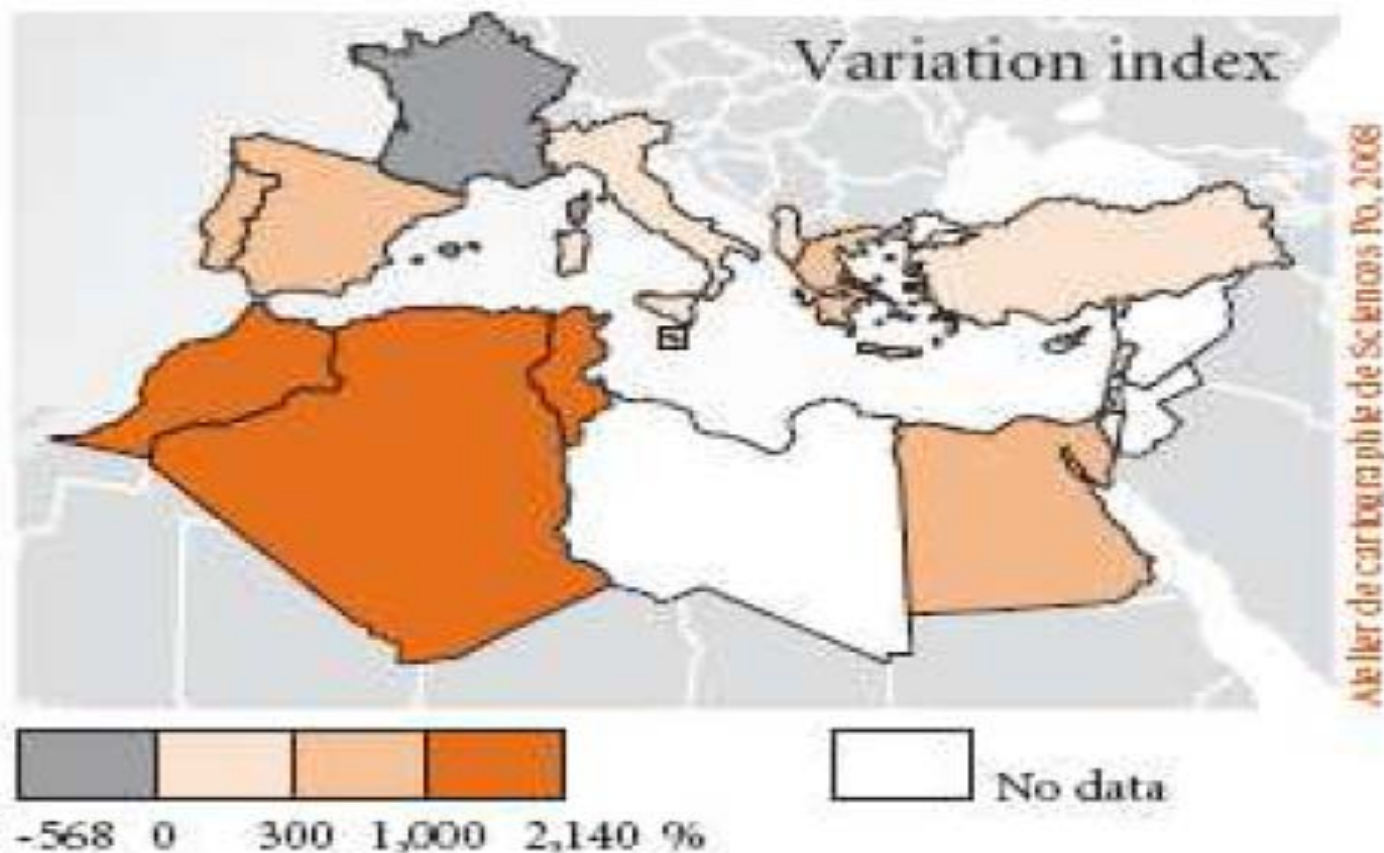 Variation index
Atelier de cartographie de Sciences Po, 2008
No data
-568 0 300 1,000 2,140 %